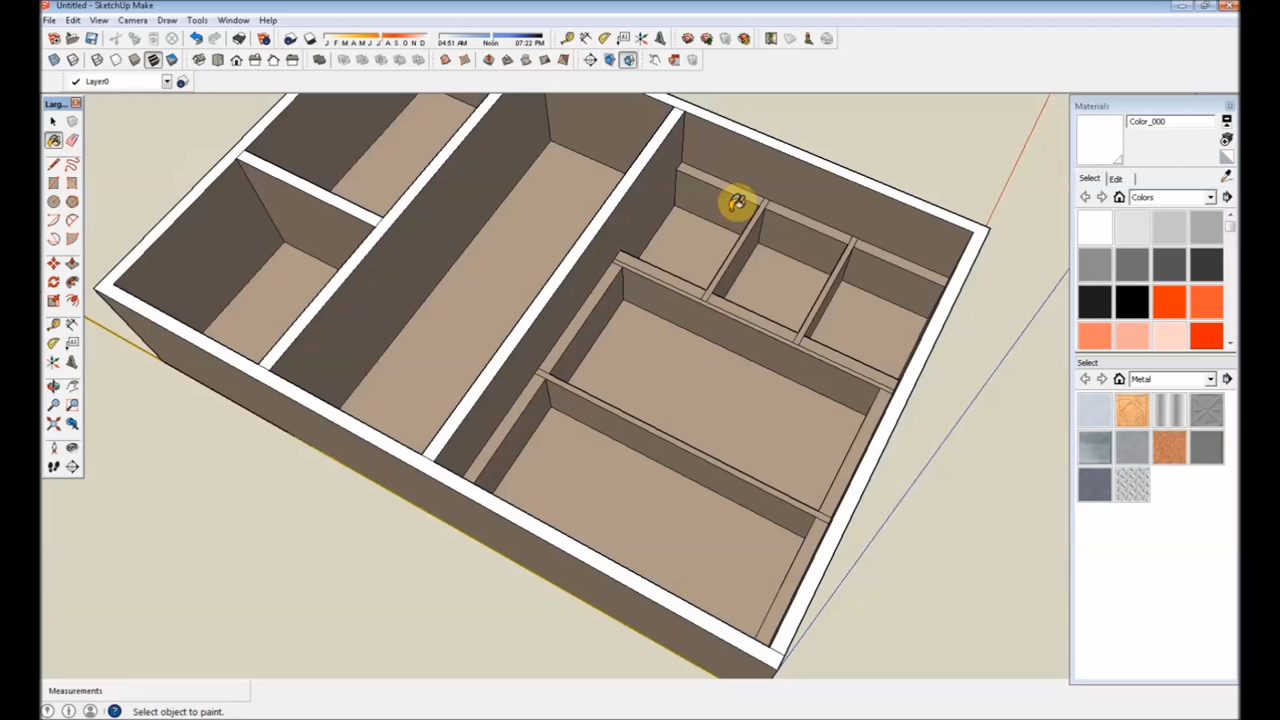 Untitled - SketchUp Make
File Edit View Camera Draw Tools Window Help
J F M A M J J A S O N D 04:51 AM Noon 07:22 PM
Layer0
Larg...
Materials
Color_000
Select Edit
Colors
Select
Metal
Measurements
Select object to paint.